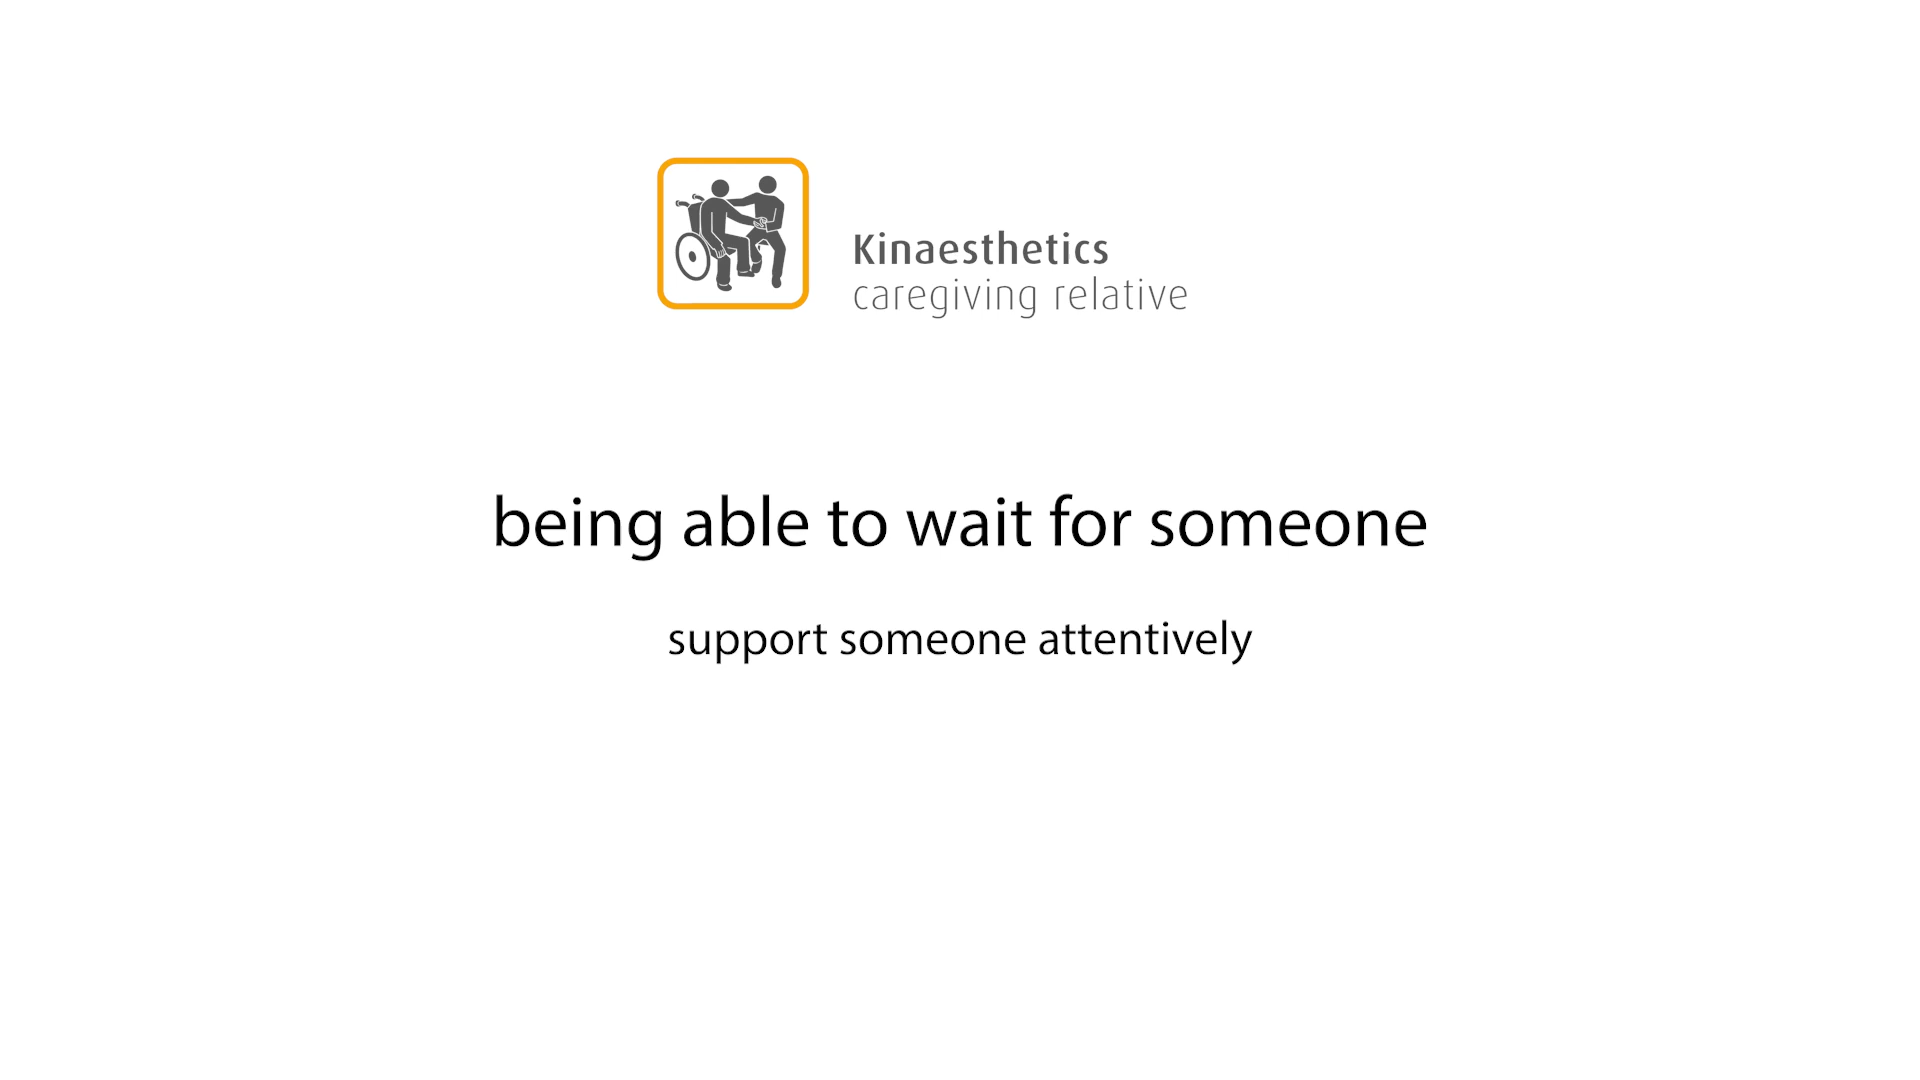 Kinaesthetics
caregiving relative
being able to wait for someone
support someone attentively